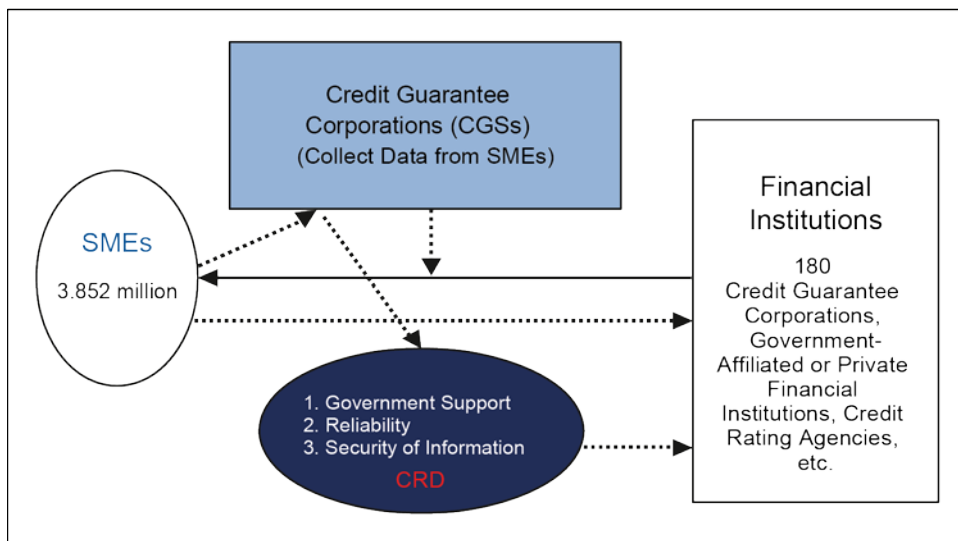 Credit Guarantee
Corporations (CGSs)
(Collect Data from SMEs)
SMEs
3.852 million
Financial
Institutions
180
Credit Guarantee
Corporations,
Government-
Affiliated or Private
Financial
Institutions, Credit
Rating Agencies,
etc.
1. Government Support
2. Reliability
3. Security of Information
CRD